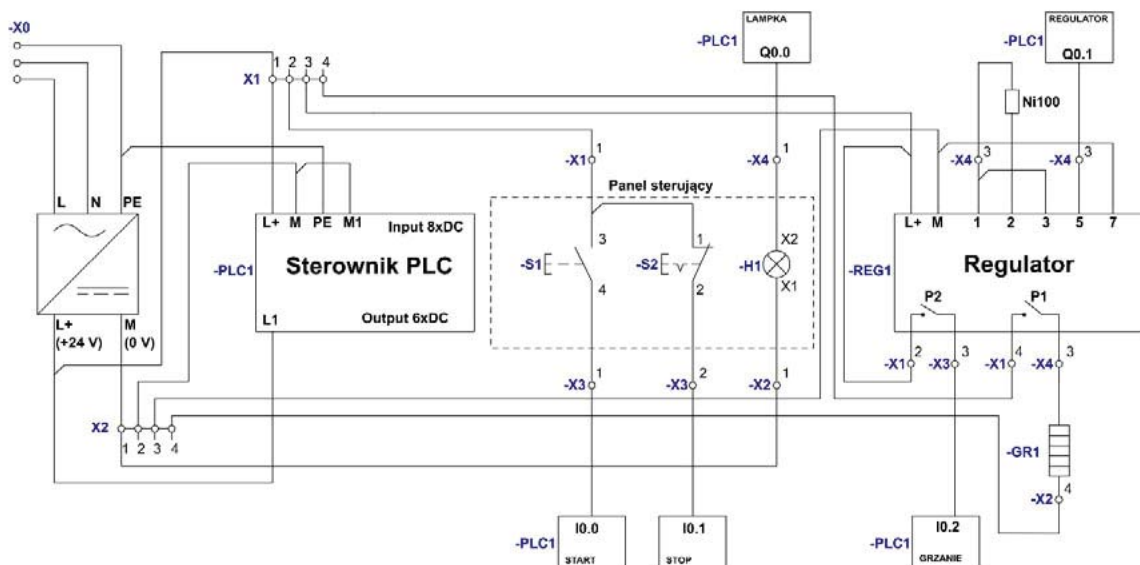 -X0
LAMPKA
-PLC1
Q0.0
REGULATOR
-PLC1
Q0.1
X1
1 2 3 4
Ni100
1
-X1
1
-X4
3
-X4
3
-X4
Panel sterujący
L N PE
L+ M PE M1
Input 8xDC
-PLC1
Sterownik PLC
L1
Output 6xDC
3
-S1
4
1
-S2
2
X2
-H1
X1
L+ M 1 2 3 5 7
-REG1
Regulator
P2
P1
L+
(+24 V)
M
(0 V)
1
-X3
2
-X3
1
-X2
2
-X1
3
-X3
4
-X1
3
-X4
X2
1 2 3 4
-GR1
4
-X2
-PLC1
I0.0
START
I0.1
STOP
-PLC1
I0.2
GRZANIE